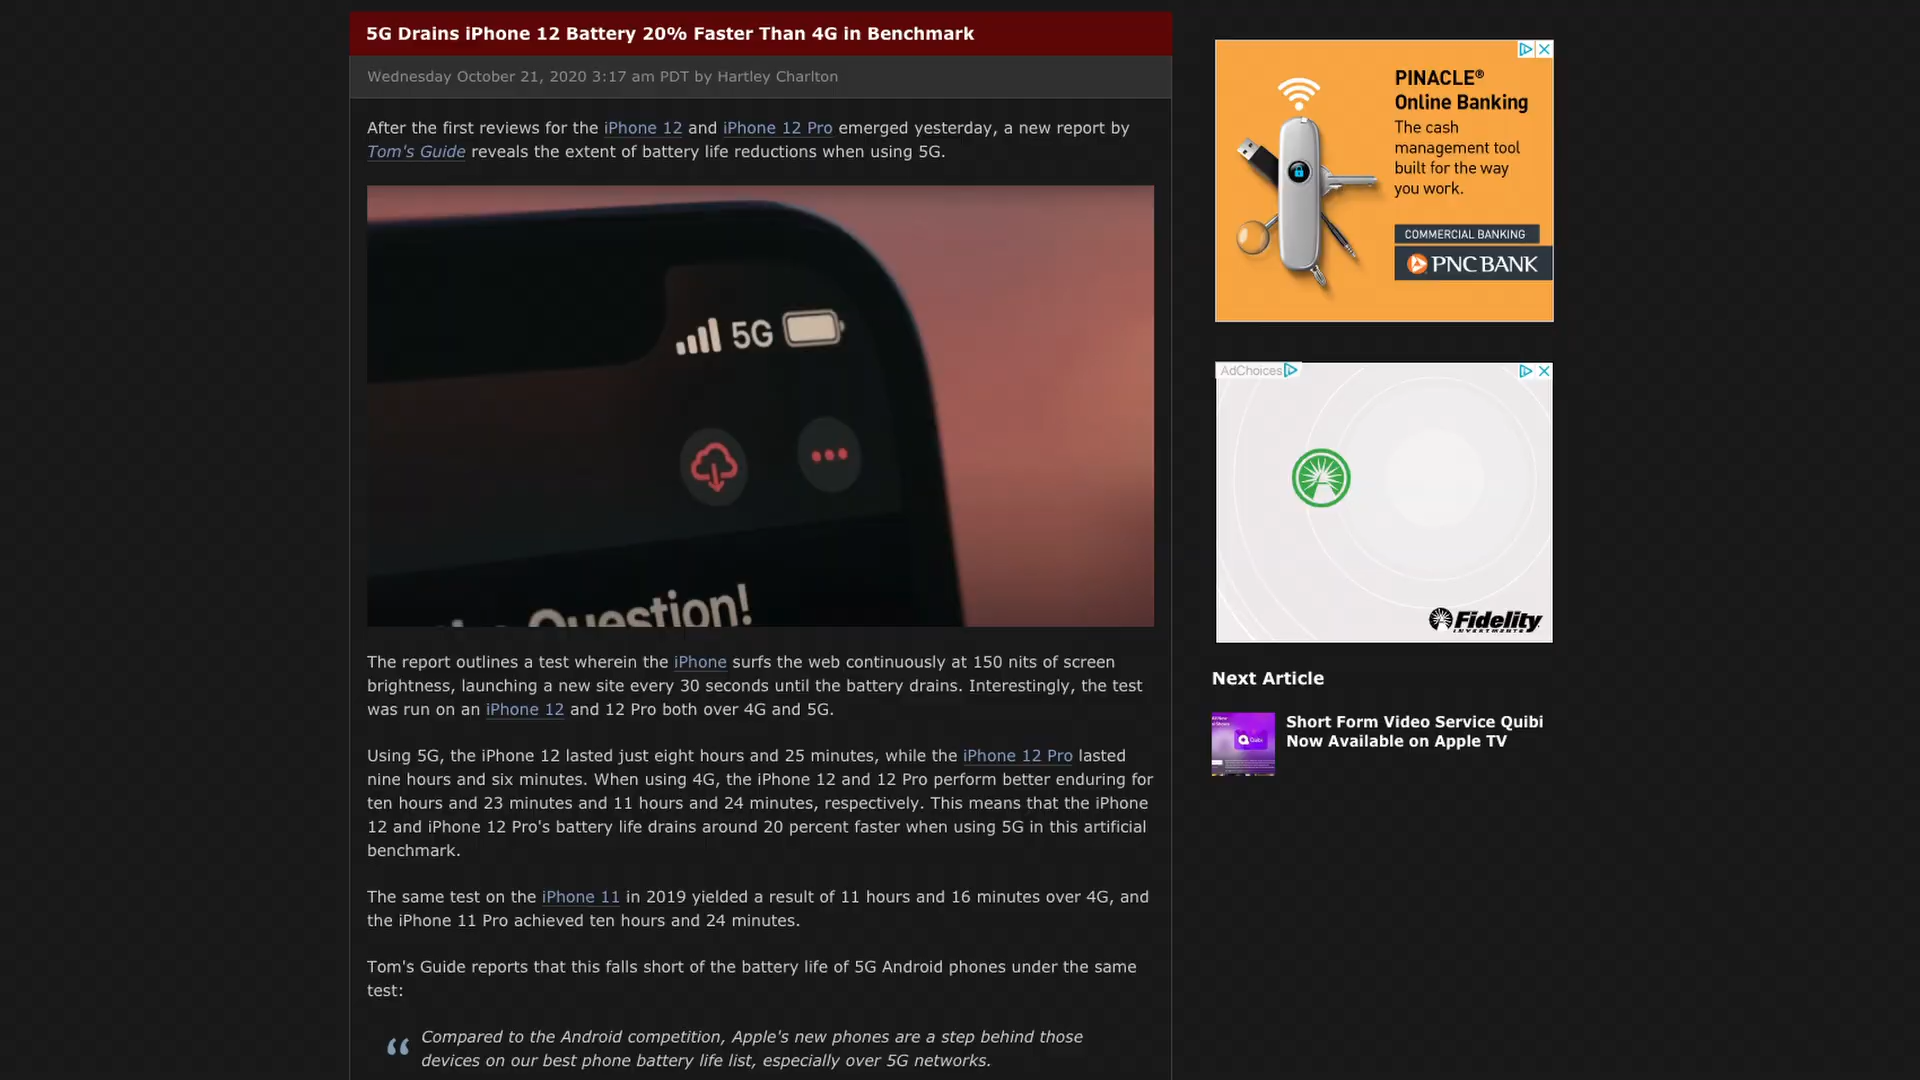 5G Drains iPhone 12 Battery 20% Faster Than 4G in Benchmark
Wednesday October 21, 2020 3:17 am PDT by Hartley Charlton
After the first reviews for the iPhone 12 and iPhone 12 Pro emerged yesterday, a new report by
Tom's Guide reveals the extent of battery life reductions when using 5G.
5G
Question!
The report outlines a test wherein the iPhone surfs the web continuously at 150 nits of screen
brightness, launching a new site every 30 seconds until the battery drains. Interestingly, the test
was run on an iPhone 12 and 12 Pro both over 4G and 5G.
Using 5G, the iPhone 12 lasted just eight hours and 25 minutes, while the iPhone 12 Pro lasted
nine hours and six minutes. When using 4G, the iPhone 12 and 12 Pro perform better enduring for
ten hours and 23 minutes and 11 hours and 24 minutes, respectively. This means that the iPhone
12 and iPhone 12 Pro's battery life drains around 20 percent faster when using 5G in this artificial
benchmark.
The same test on the iPhone 11 in 2019 yielded a result of 11 hours and 16 minutes over 4G, and
the iPhone 11 Pro achieved ten hours and 24 minutes.
Tom's Guide reports that this falls short of the battery life of 5G Android phones under the same
test:
“ Compared to the Android competition, Apple's new phones are a step behind those
devices on our best phone battery life list, especially over 5G networks.
PINACLE®
Online Banking
The cash
management tool
built for the way
you work.
COMMERCIAL BANKING
PNC BANK
AdChoices
Fidelity
INVESTMENTS
Next Article
Short Form Video Service Quibi
Now Available on Apple TV